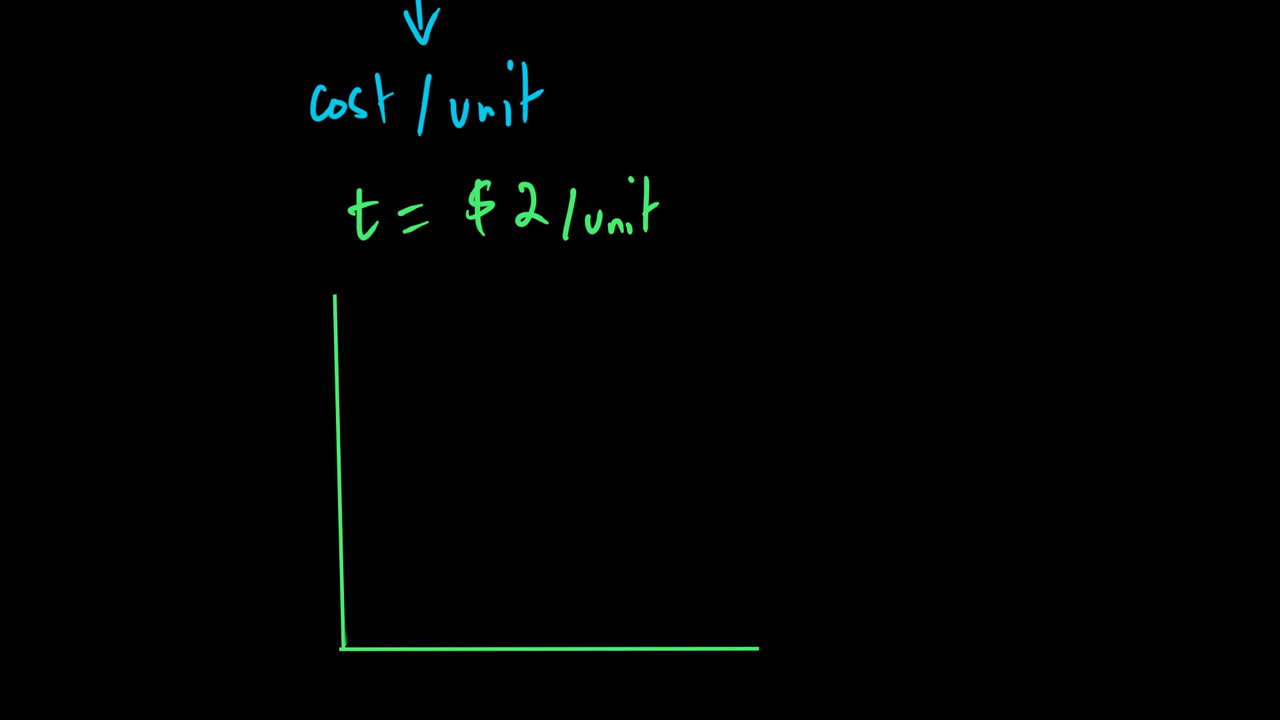 cost / unit
t = $ 2 / unit